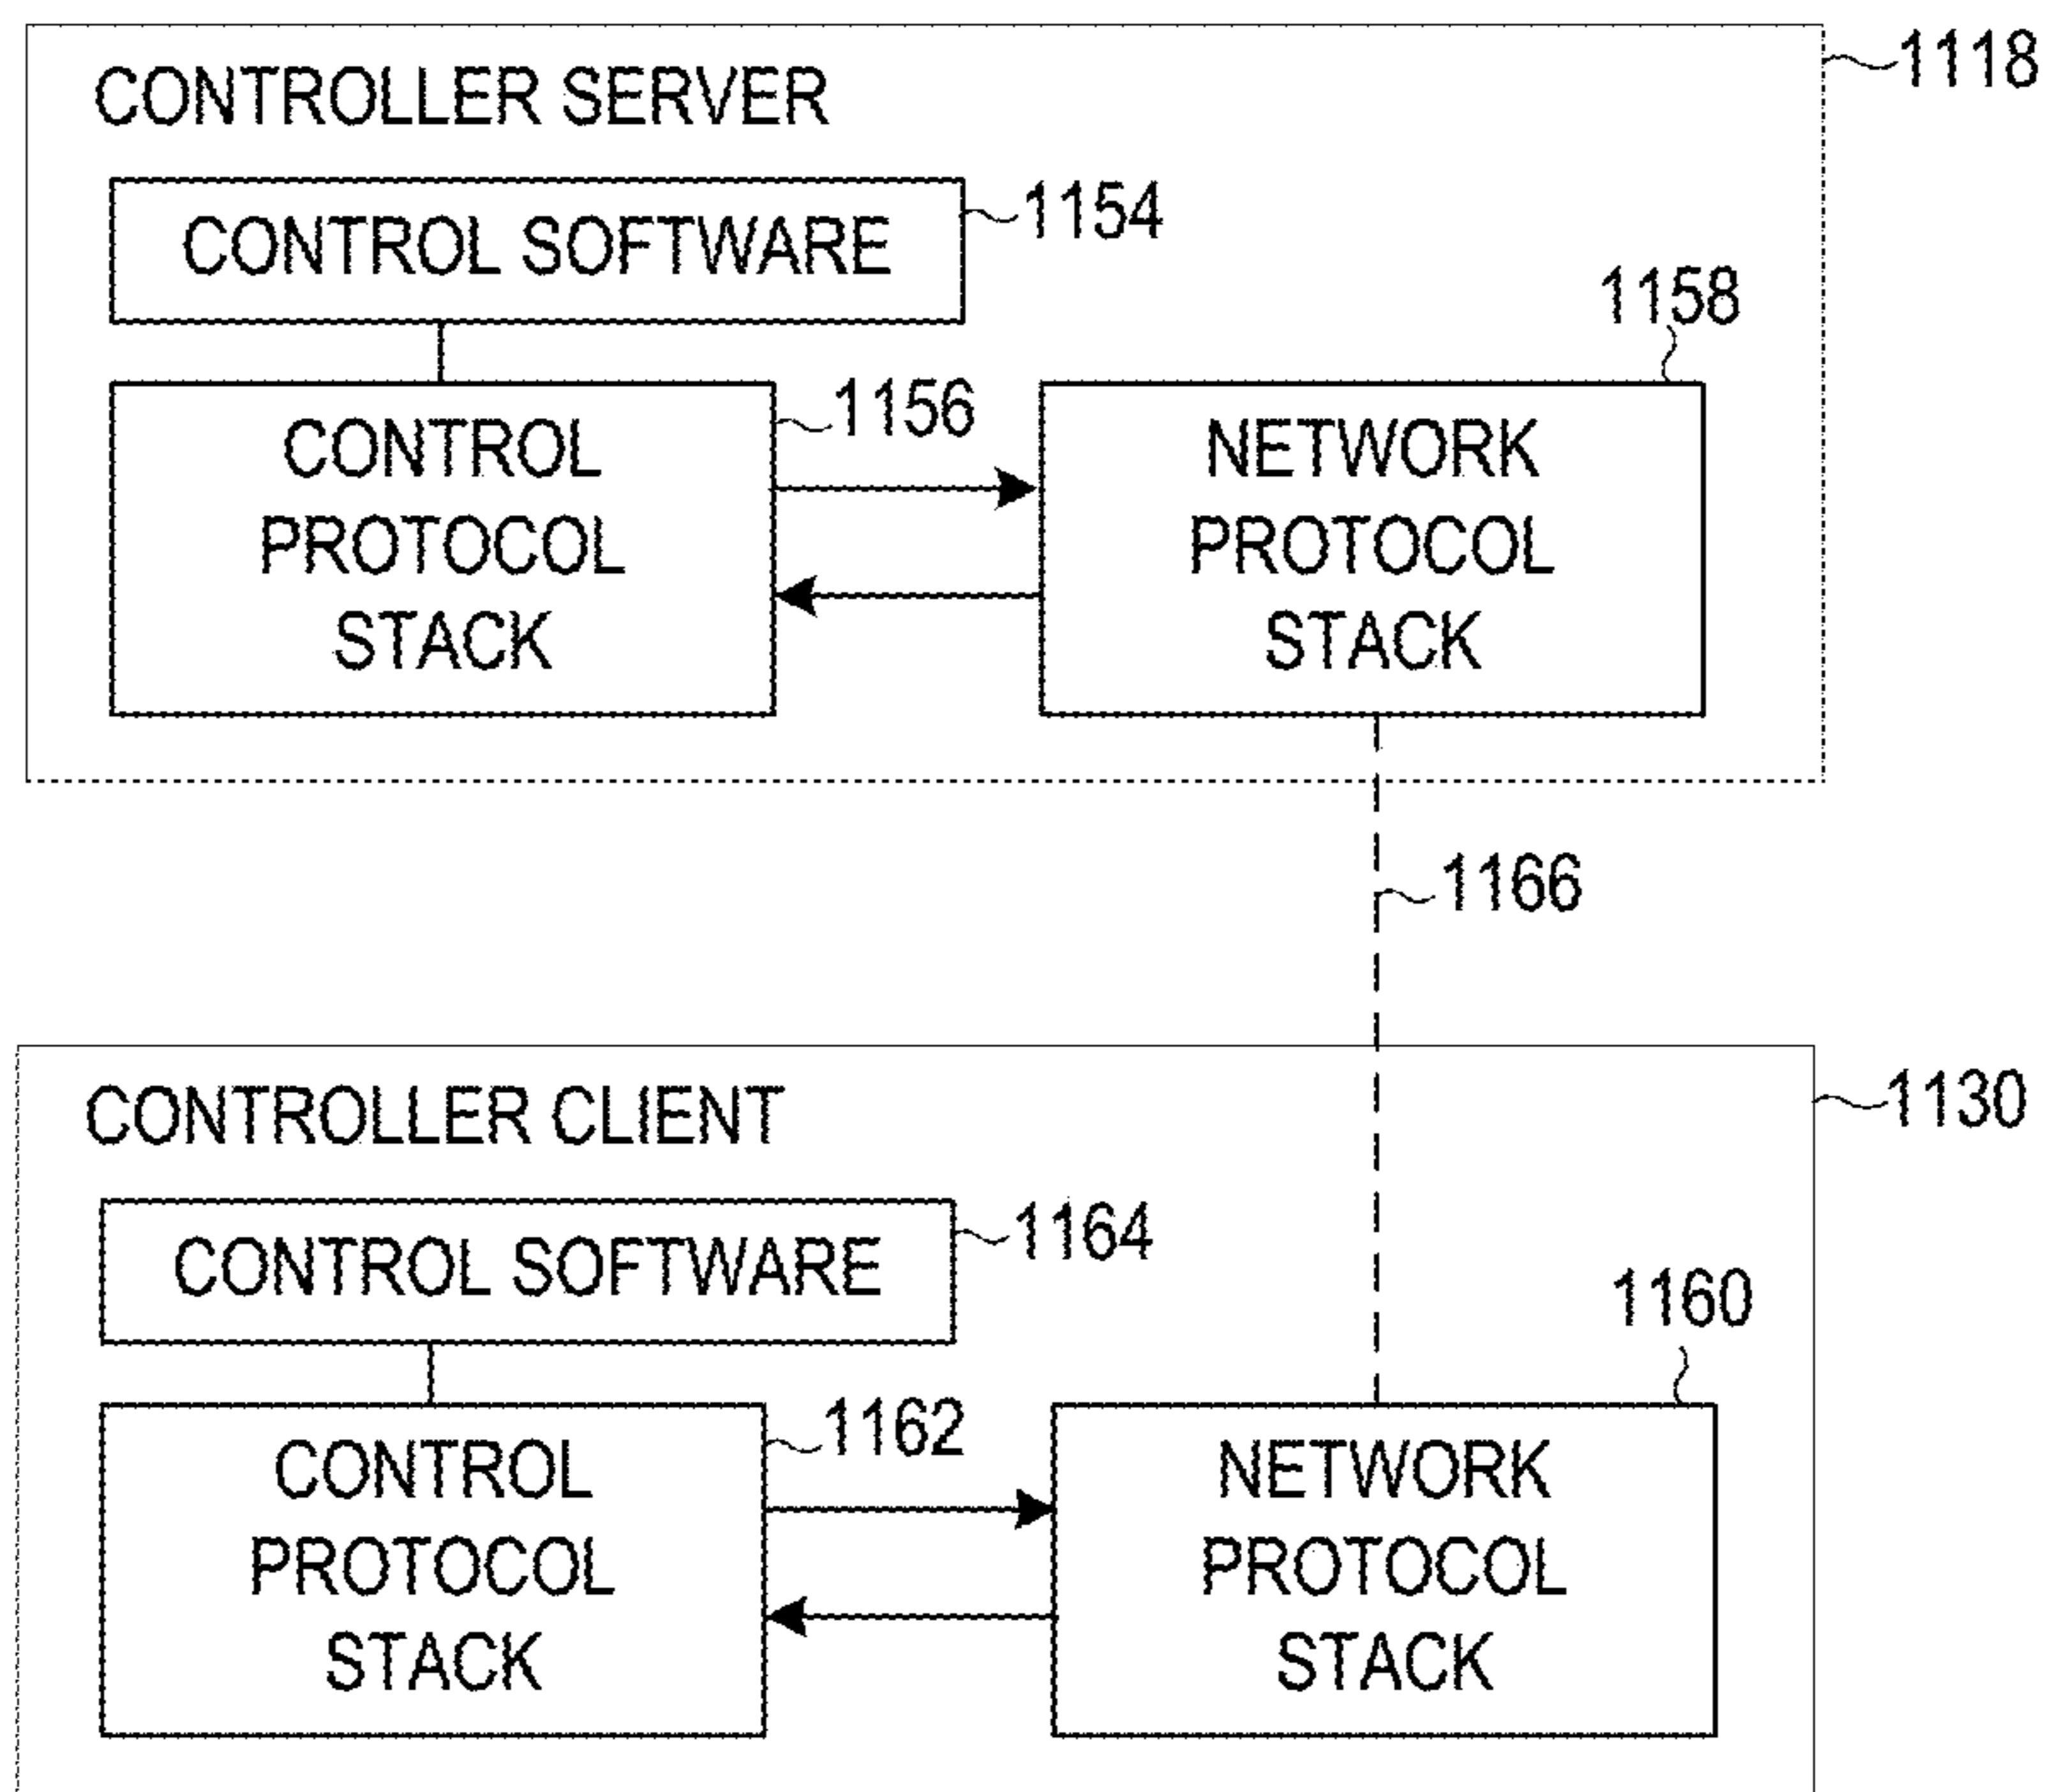 1118
CONTROLLER SERVER
CONTROL SOFTWARE
1154
1158
1156
CONTROL
PROTOCOL
STACK
NETWORK
PROTOCOL
STACK
1166
1130
CONTROLLER CLIENT
CONTROL SOFTWARE
1164
1160
1162
CONTROL
PROTOCOL
STACK
NETWORK
PROTOCOL
STACK